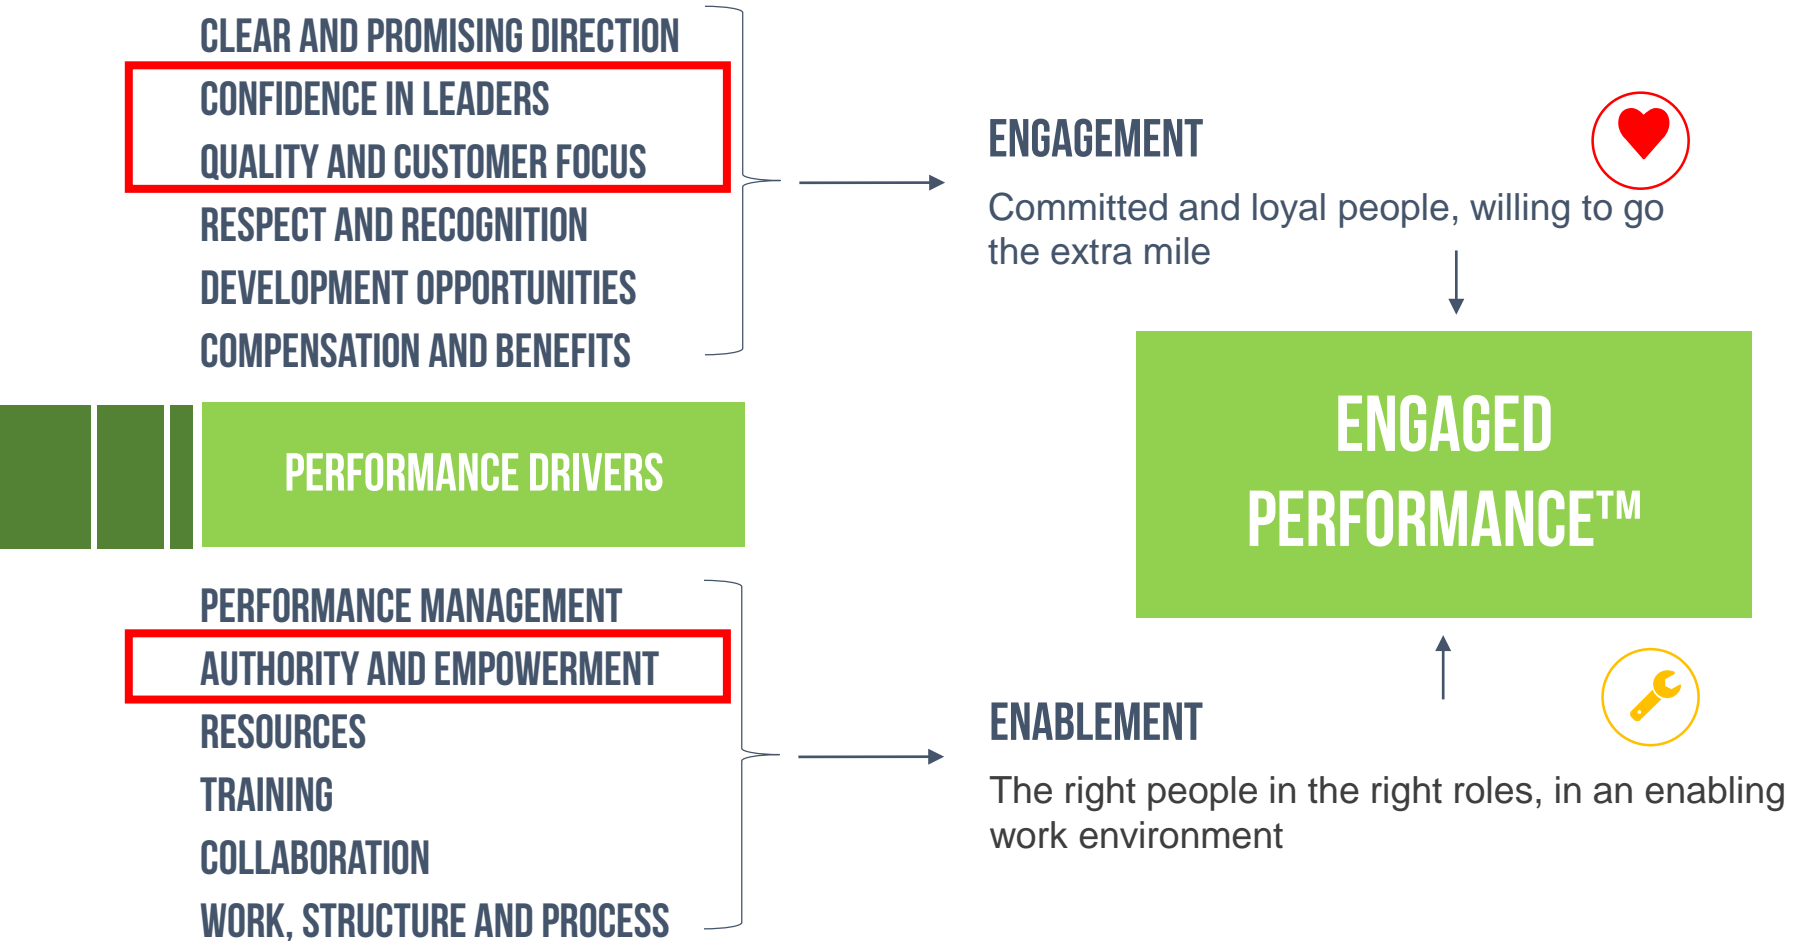 CLEAR AND PROMISING DIRECTION
CONFIDENCE IN LEADERS
QUALITY AND CUSTOMER FOCUS
RESPECT AND RECOGNITION
DEVELOPMENT OPPORTUNITIES
COMPENSATION AND BENEFITS
ENGAGEMENT
Committed and loyal people, willing to go
the extra mile
PERFORMANCE DRIVERS
ENGAGED
PERFORMANCE™
PERFORMANCE MANAGEMENT
AUTHORITY AND EMPOWERMENT
RESOURCES
TRAINING
COLLABORATION
WORK, STRUCTURE AND PROCESS
ENABLEMENT
The right people in the right roles, in an enabling
work environment